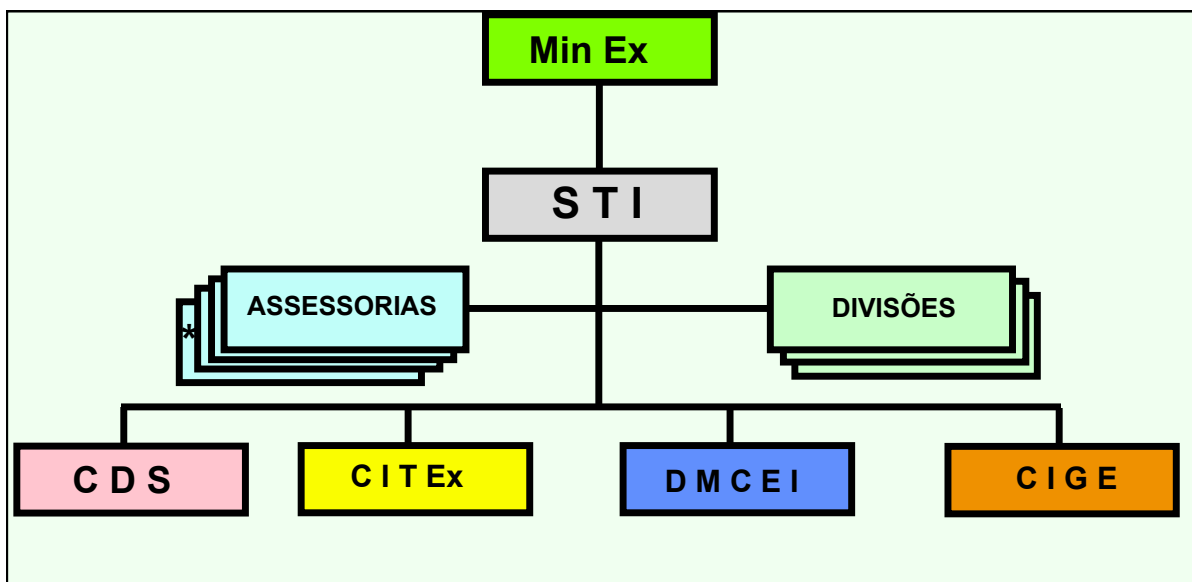 Min Ex
S T I
ASSESSORIAS
*
DIVISÕES
C D S
C I T Ex
D M C E I
C I G E